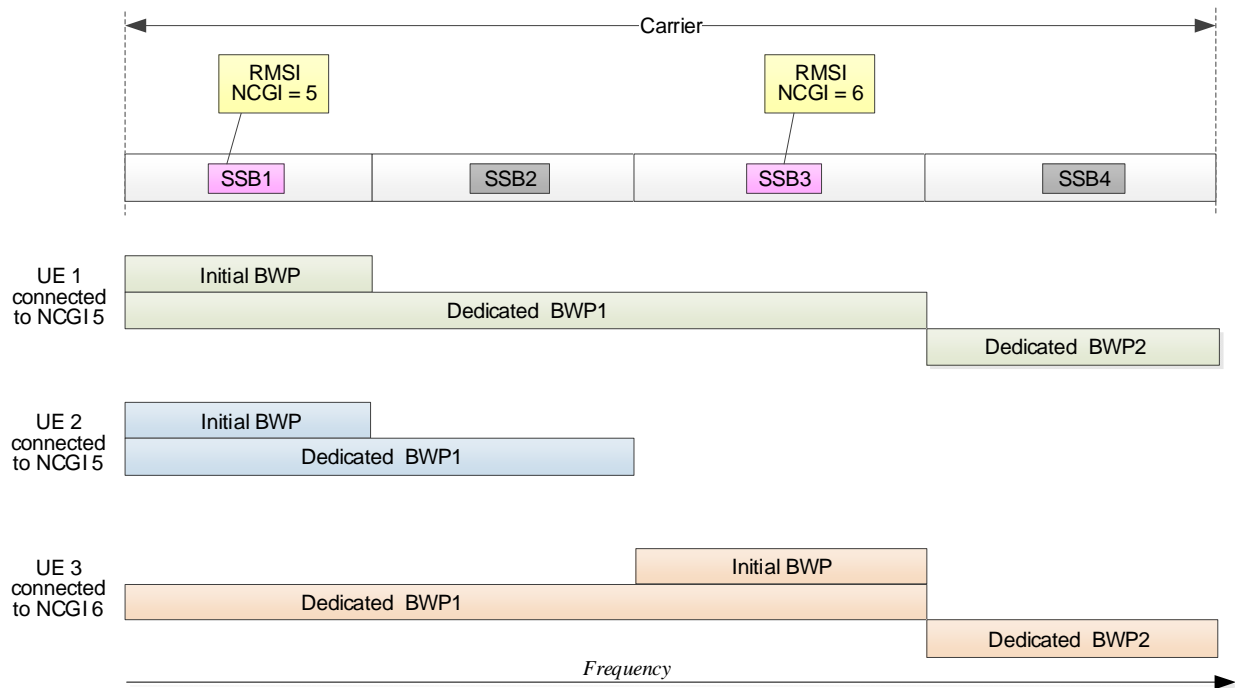 Carrier
RMSI
NCGI = 5
RMSI
NCGI = 6
SSB1
SSB2
SSB3
SSB4
UE 1
connected
to NCGI 5
Initial BWP
Dedicated BWP1
Dedicated BWP2
UE 2
connected
to NCGI 5
Initial BWP
Dedicated BWP1
UE 3
connected
to NCGI 6
Initial BWP
Dedicated BWP1
Dedicated BWP2
Frequency